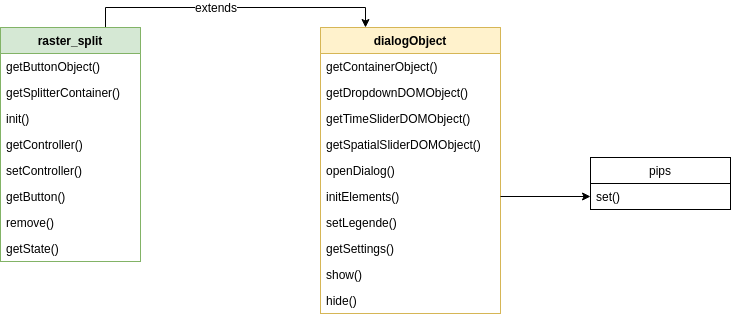 extends
raster_split
getButtonObject()
getSplitterContainer()
init()
getController()
setController()
getButton()
remove()
getState()
dialogObject
getContainerObject()
getDropdownDOMObject()
getTimeSliderDOMObject()
getSpatialSliderDOMObject()
openDialog()
initElements()
setLegende()
getSettings()
show()
hide()
pips
set()